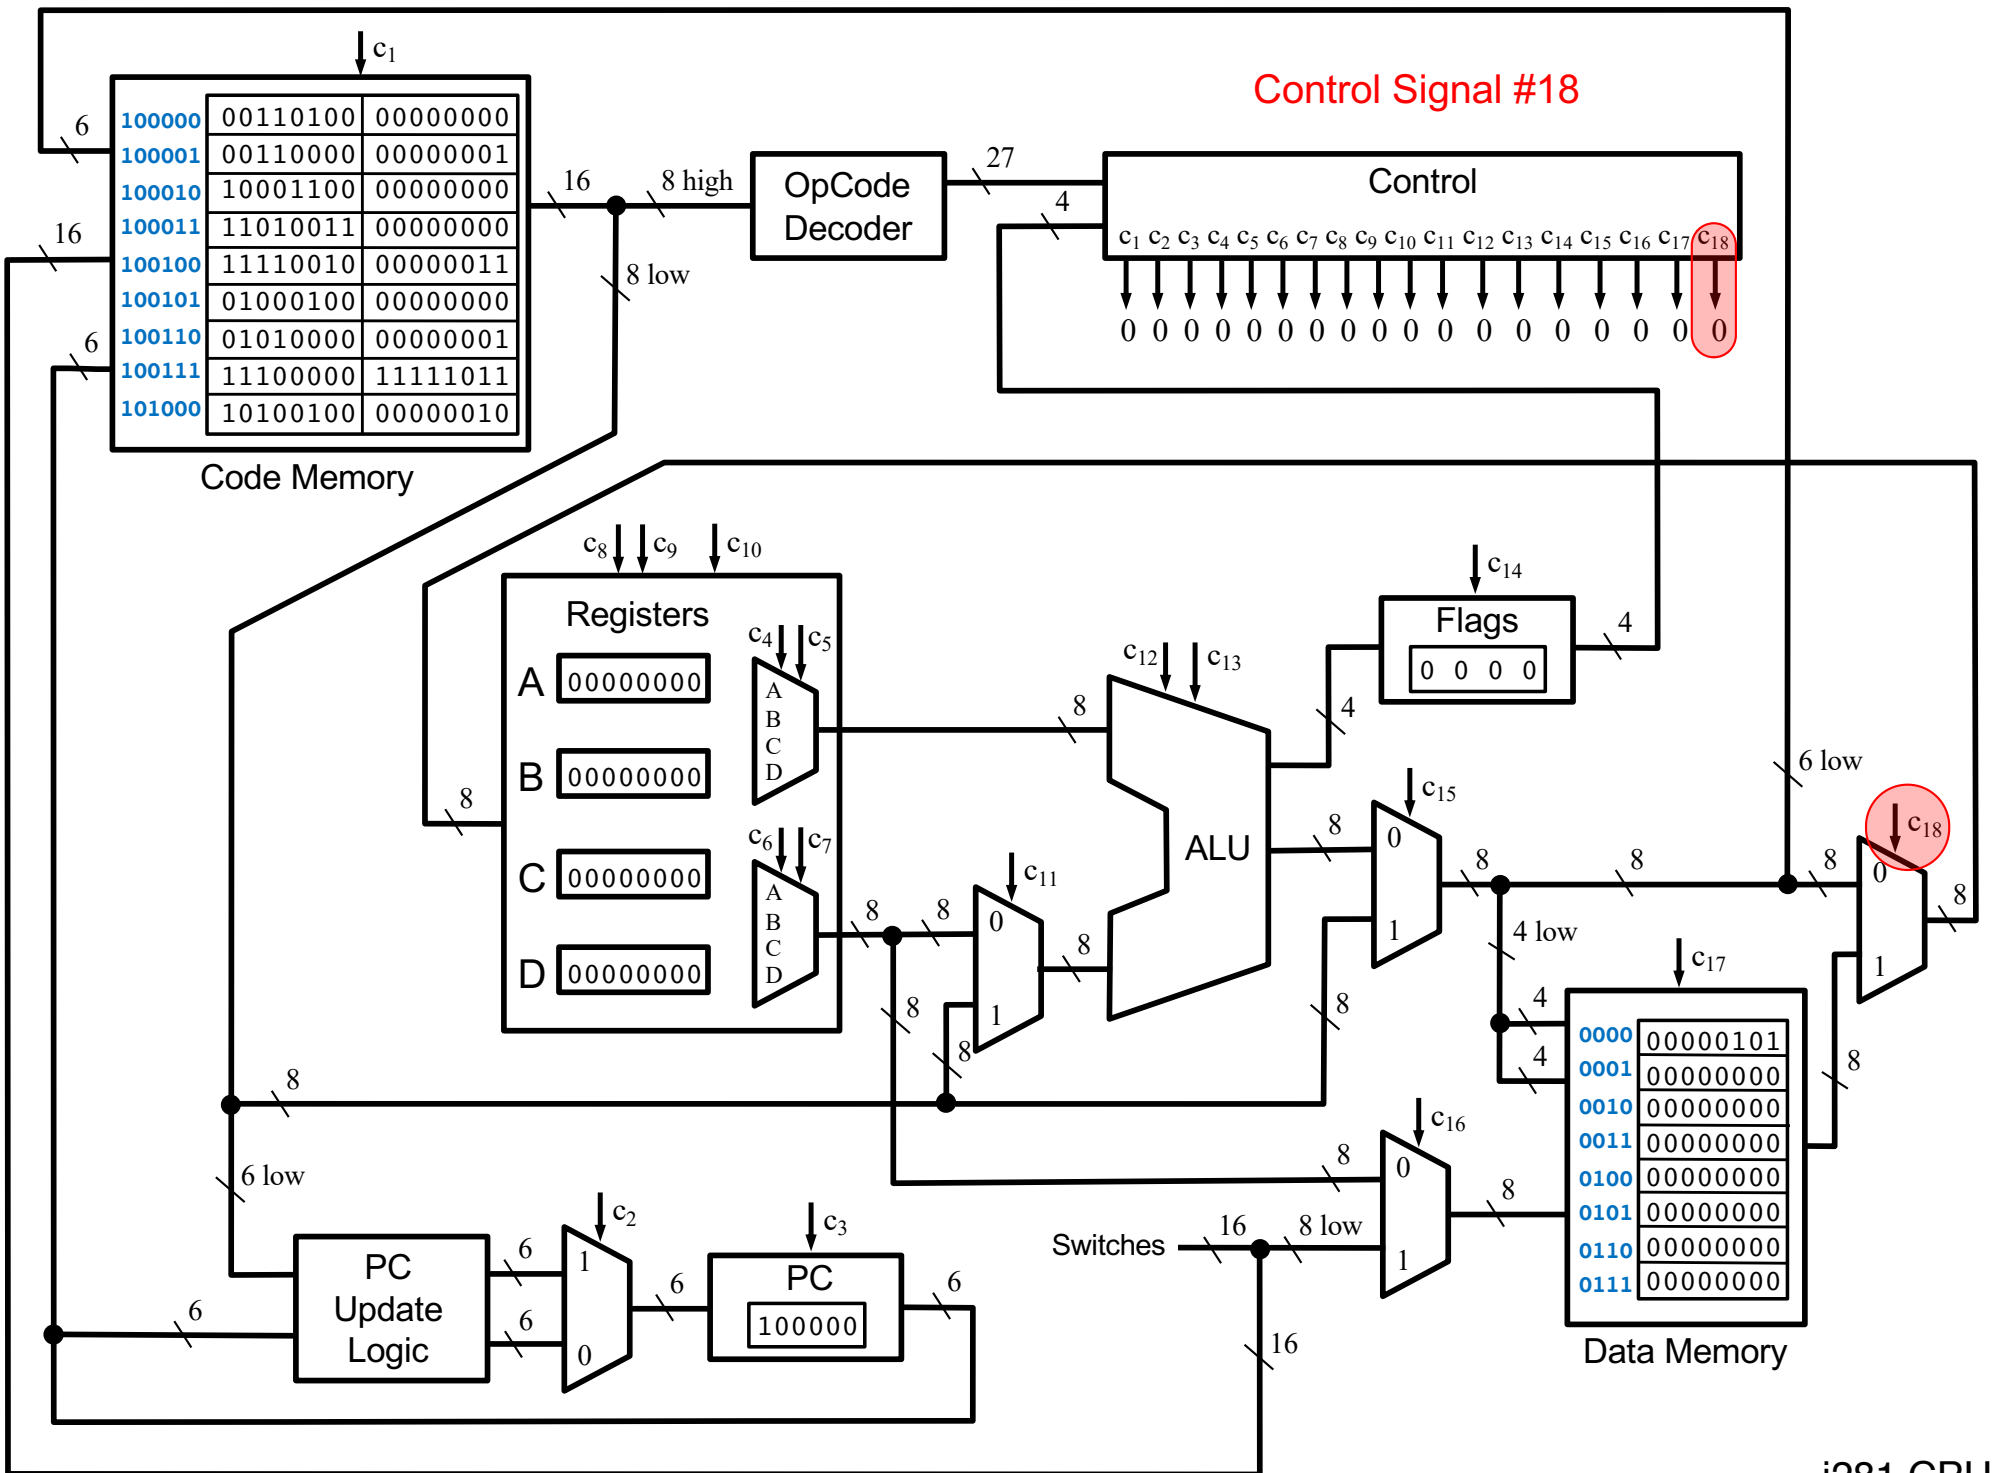 Control Signal #18
c1
100000 00110100 00000000
100001 00110000 00000001
100010 10001100 00000000
100011 11010011 00000000
100100 11110010 00000011
100101 01000100 00000000
100110 01010000 00000001
100111 11100000 11111011
101000 10100100 00000010
Code Memory
6
16
6
16
8 high
8 low
OpCode
Decoder
27
4
Control
c1 c2 c3 c4 c5 c6 c7 c8 c9 c10 c11 c12 c13 c14 c15 c16 c17 c18
0 0 0 0 0 0 0 0 0 0 0 0 0 0 0 0 0 0
c8 c9 c10
Registers
A 00000000
B 00000000
C 00000000
D 00000000
c4 c5
A
B
C
D
c6 c7
A
B
C
D
8
8
8
8
8
c11
0
1
8
8
c12 c13
ALU
4
c14
Flags
0 0 0 0
4
8
c15
0
1
8
8
8
8
6 low
8
c18
0
1
8
4 low
4
4
c17
0000 00000101
0001 00000000
0010 00000000
0011 00000000
0100 00000000
0101 00000000
0110 00000000
0111 00000000
Data Memory
8
c16
0
1
8
8
Switches
16
8 low
16
8
6 low
PC
Update
Logic
6
6
6
c2
1
0
6
c3
PC
100000
6